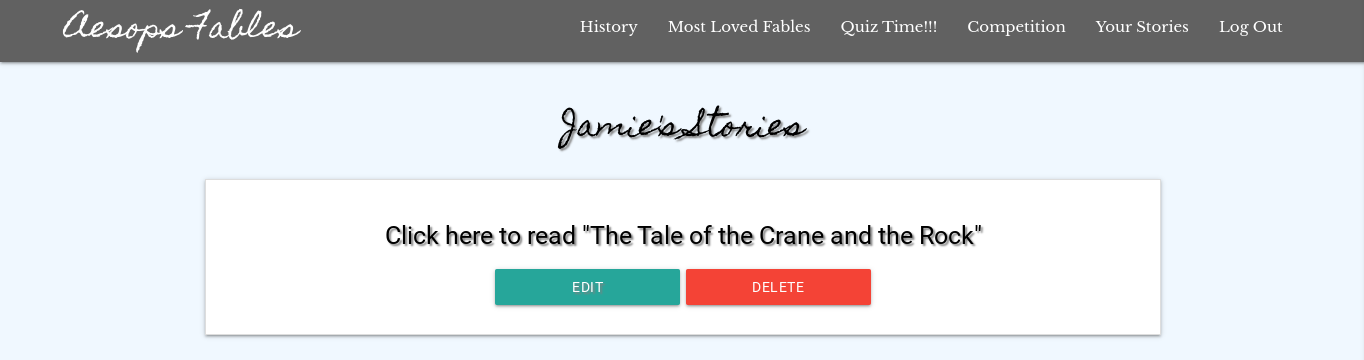 Aesops Fables History Most Loved Fables Quiz Time!!! Competition Your Stories Log Out
Jamie's Stories
Click here to read "The Tale of the Crane and the Rock"
EDIT DELETE